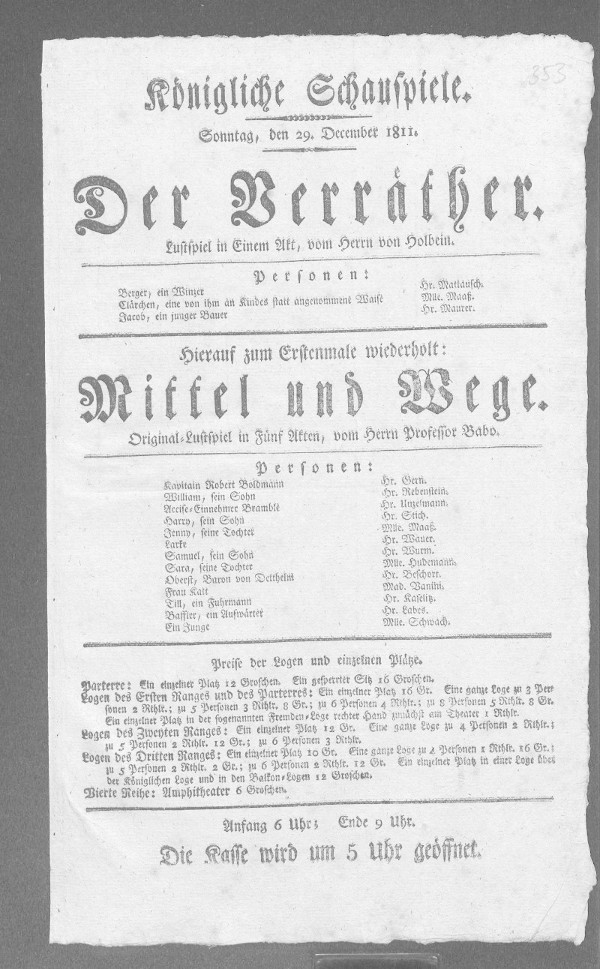 353
Königliche Schauspiele.
Sonntag, den 29. December 1811.
Der Verräther.
Lustspiel in Einem Akt, vom Herrn von Holbein.
Personen:
Berger, ein Winzer Hr. Mattausch.
Clärchen, eine von ihm an Kindes statt angenommene Waise Mlle. Maaß.
Jacob, ein junger Bauer Hr. Maurer.
Hierauf zum Erstenmale wiederholt:
Mittel und Wege.
Original-Lustspiel in Fünf Akten, vom Herrn Professor Babo.
Personen:
Kapitain Robert Boldmann Hr. Gern.
William, sein Sohn Hr. Rebenstein.
Accise-Einnehmer Bramble Hr. Unzelmann.
Harry, sein Sohn Hr. Stich.
Jenny, seine Tochter Mlle. Maaß.
Larke Hr. Wauer.
Samuel, sein Sohn Hr. Wurm.
Sara, seine Tochter Mlle. Hudemann.
Oberst, Baron von Dettheim Hr. Beschort.
Frau Katt Mad. Vanini.
Till, ein Fuhrmann Hr. Kaselitz.
Baffler, ein Aufwärter Hr. Labes.
Ein Junge Mlle. Schwach.
Preise der Logen und einzelnen Plätze.
Parterre: Ein einzelner Platz 12 Groschen. Ein gesperrter Sitz 16 Groschen.
Logen des Ersten Ranges und des Parterres: Ein einzelner Platz 16 Gr. Eine ganze Loge zu 3 Per-
sonen 2 Rthlr.; zu 5 Personen 3 Rthlr. 8 Gr.; zu 6 Personen 4 Rthlr.; zu 8 Personen 5 Rthlr. 8 Gr.
Ein einzelner Platz in der sogenannten Fremden-Loge rechter Hand zunächst am Theater 1 Rthlr.
Logen des Zweyten Ranges: Ein einzelner Platz 12 Gr. Eine ganze Loge zu 4 Personen 2 Rthlr.;
zu 5 Personen 2 Rthlr. 12 Gr.; zu 6 Personen 3 Rthlr.
Logen des Dritten Ranges: Ein einzelner Platz 10 Gr. Eine ganze Loge zu 4 Personen 1 Rthlr. 16 Gr.;
zu 5 Personen 2 Rthlr. 2 Gr.; zu 6 Personen 2 Rthlr. 12 Gr. Ein einzelner Platz in einer Loge über
der Königlichen Loge und in den Balkon-Logen 12 Groschen.
Vierte Reihe: Amphitheater 6 Groschen.
Anfang 6 Uhr; Ende 9 Uhr.
Die Kasse wird um 5 Uhr geöffnet.